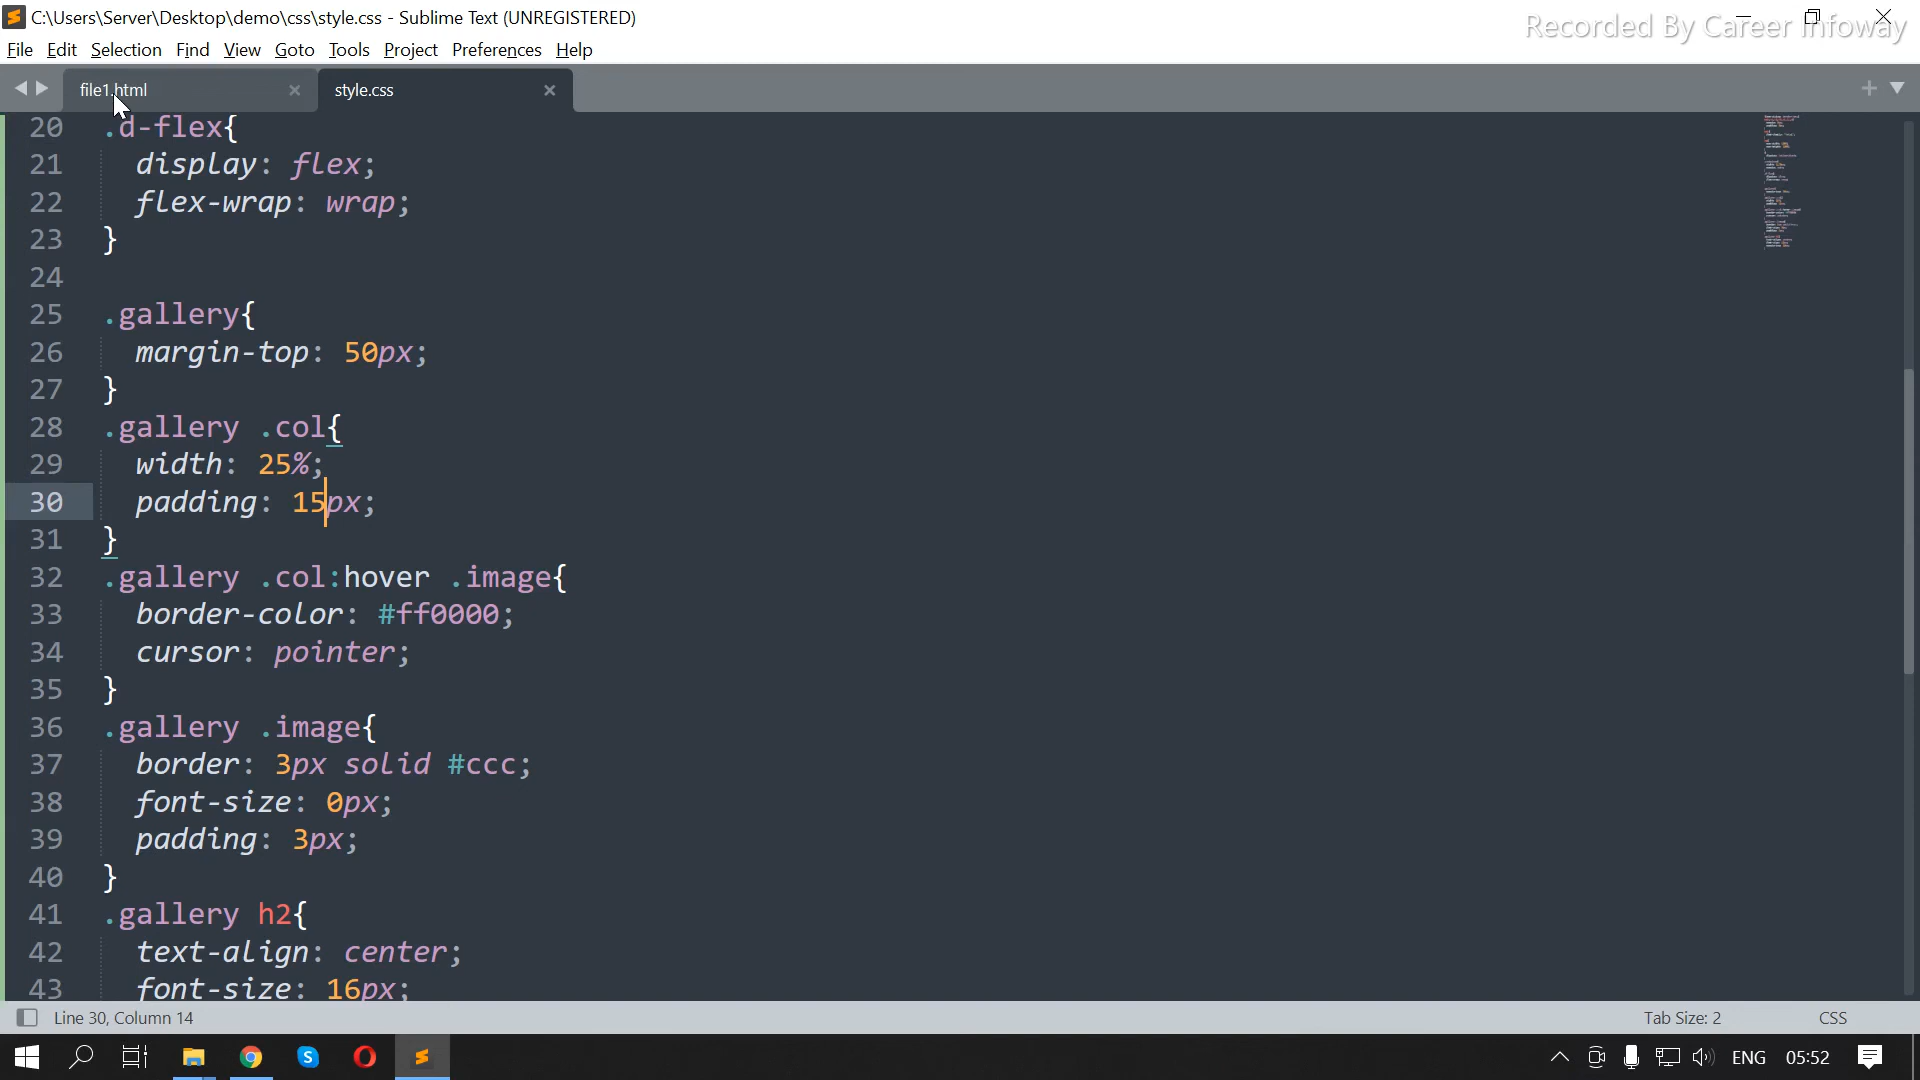 C:\Users\Server\Desktop\demo\css\style.css - Sublime Text (UNREGISTERED)
Recorded By Career Infoway
File Edit Selection Find View Goto Tools Project Preferences Help
file1.html × style.css ×
20 .d-flex{
21 display: flex;
22 flex-wrap: wrap;
23 }
24
25 .gallery{
26 margin-top: 50px;
27 }
28 .gallery .col{
29 width: 25%;
30 padding: 15px;
31 }
32 .gallery .col:hover .image{
33 border-color: #ff0000;
34 cursor: pointer;
35 }
36 .gallery .image{
37 border: 3px solid #ccc;
38 font-size: 0px;
39 padding: 3px;
40 }
41 .gallery h2{
42 text-align: center;
43 font-size: 16px;
Line 30, Column 14 Tab Size: 2 CSS
ENG 05:52